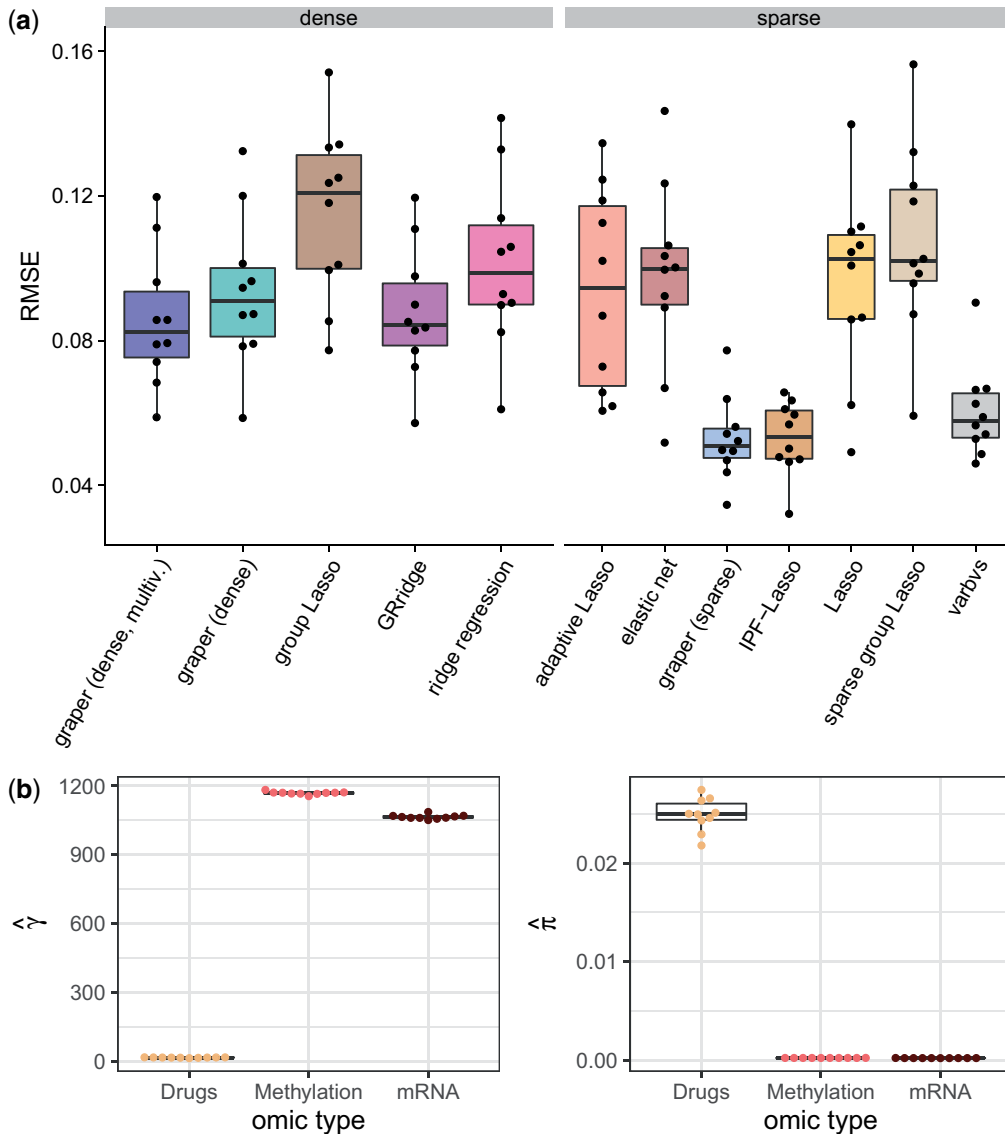 (a)
dense
sparse
RMSE
0.16
0.12
0.08
0.04
graper (dense, multiv.)
graper (dense)
group Lasso
GRridge
ridge regression
adaptive Lasso
elastic net
graper (sparse)
IPF-Lasso
Lasso
sparse group Lasso
varbvs
(b)
γ̂
1200
900
600
300
0
Drugs Methylation mRNA
omic type
π̂
0.02
0.01
0.00
Drugs Methylation mRNA
omic type